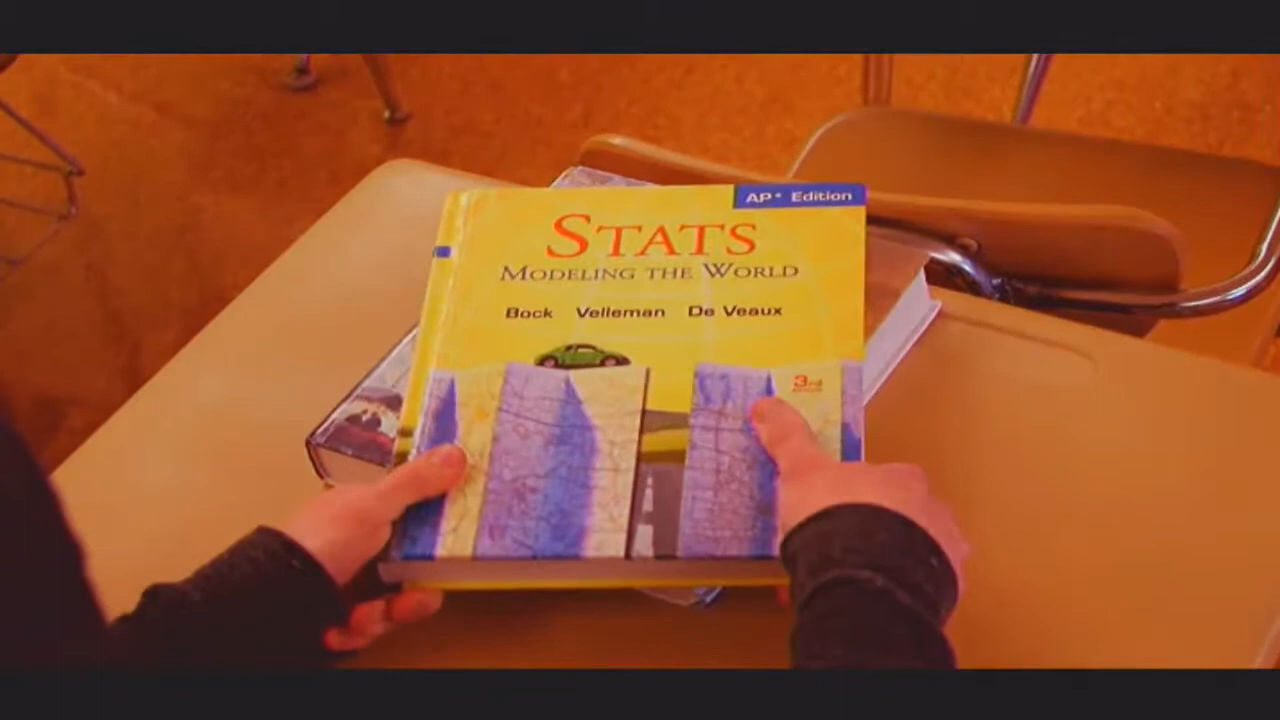 AP* Edition
STATS
MODELING THE WORLD
Bock Velleman De Veaux
3rd